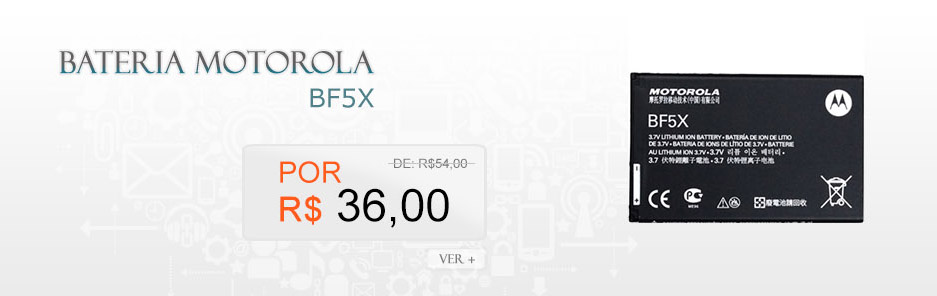 BATERIA MOTOROLA
BF5X
DE: R$54,00
POR
R$ 36,00
VER +
MOTOROLA
摩托罗拉移动技术(中国)有限公司
BF5X
3.7V LITHIUM ION BATTERY • BATERÍA DE ION DE LITIO
DE 3.7V • BATERIA DE IONS DE LÍTIO DE 3.7V • BATTERIE
AU LITHIUM ION 3.7V • 3.7V 리튬 이온 배터리 •
3.7 伏特鋰離子電池 • 3.7 伏特锂离子电池
CE
廢電池請回收